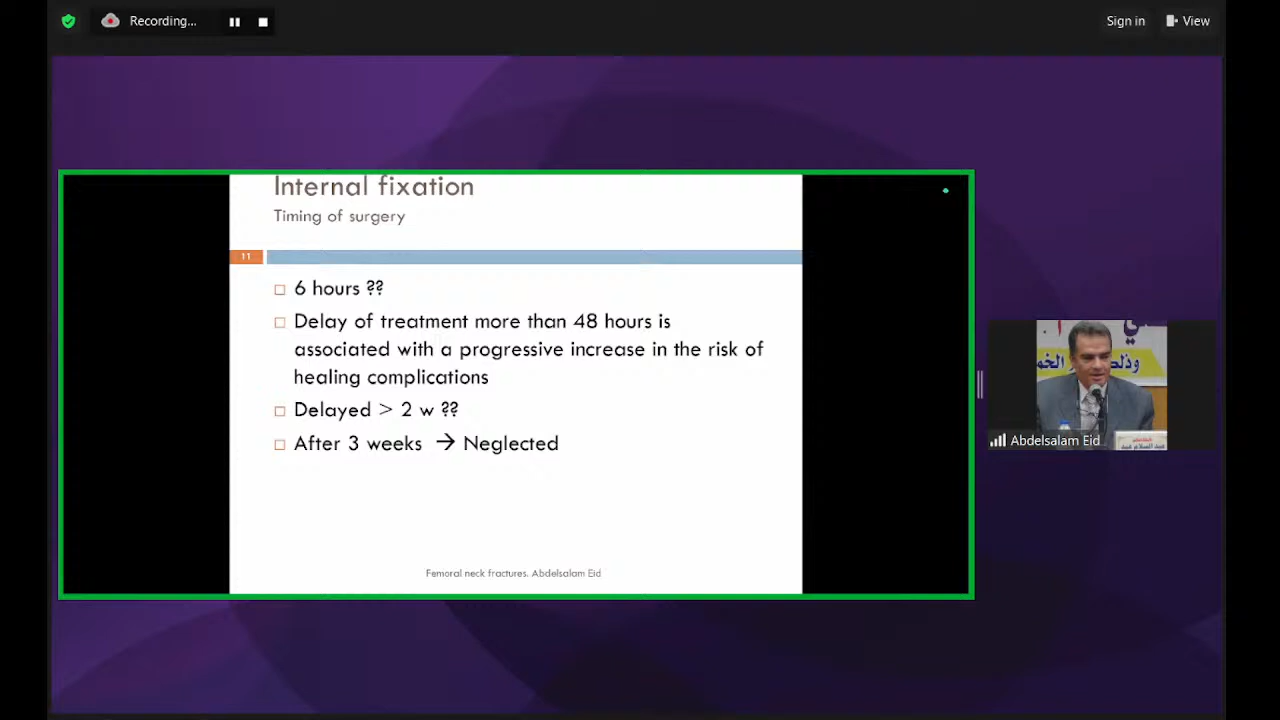 Recording...
Sign in
View
Internal fixation
Timing of surgery
11
□ 6 hours ??
□ Delay of treatment more than 48 hours is
associated with a progressive increase in the risk of
healing complications
□ Delayed > 2 w ??
□ After 3 weeks → Neglected
Femoral neck fractures. Abdelsalam Eid
Abdelsalam Eid